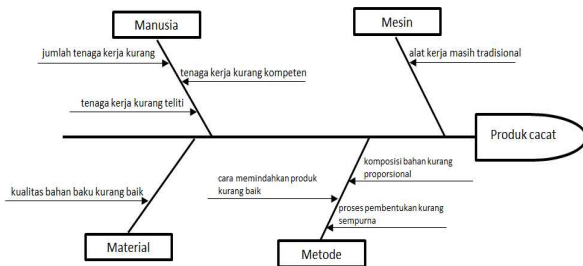 Manusia
Mesin
jumlah tenaga kerja kurang
alat kerja masih tradisional
tenaga kerja kurang kompeten
tenaga kerja kurang teliti
Produk cacat
komposisi bahan kurang
proporsional
cara memindahkan produk
kurang baik
kualitas bahan baku kurang baik
proses pembentukan kurang
sempurna
Material
Metode